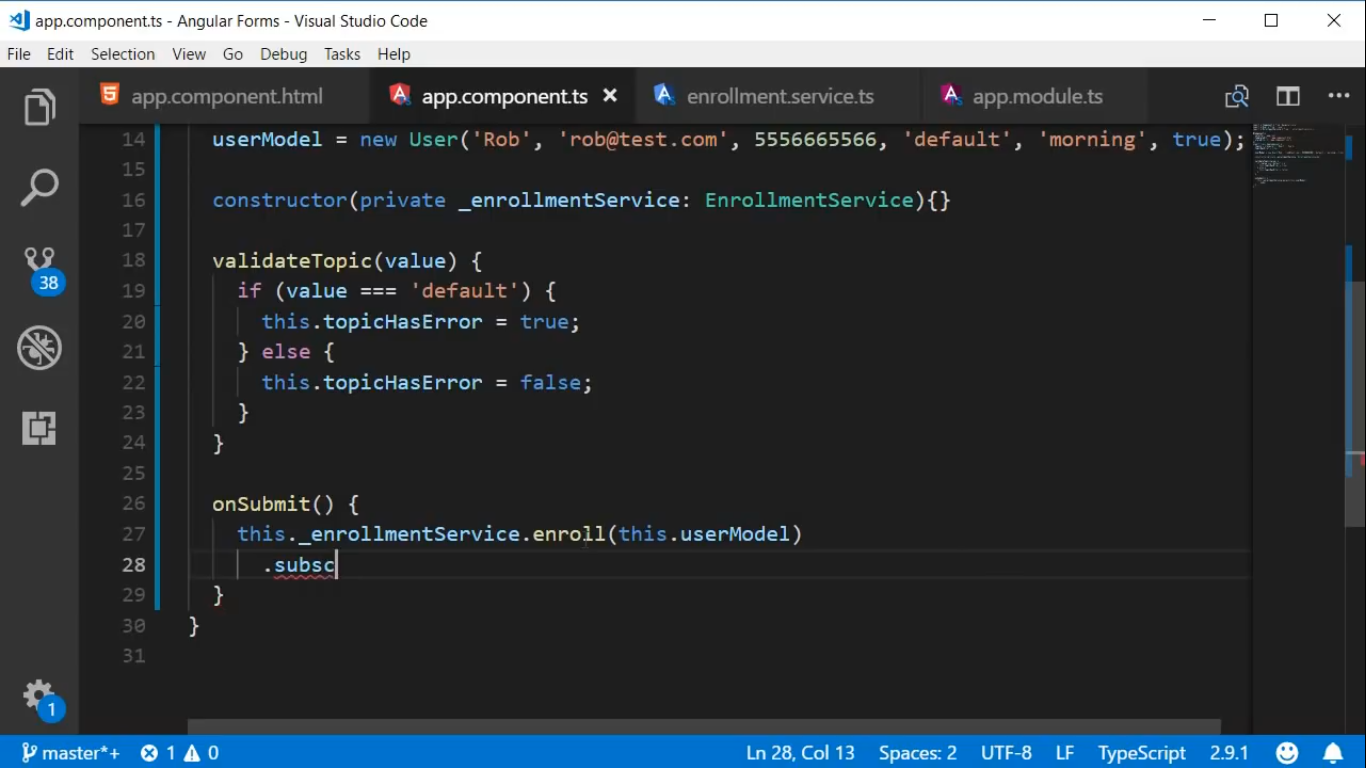 app.component.ts - Angular Forms - Visual Studio Code
File Edit Selection View Go Debug Tasks Help
app.component.html app.component.ts enrollment.service.ts app.module.ts
14 userModel = new User('Rob', 'rob@test.com', 5556665566, 'default', 'morning', true);
15
16 constructor(private _enrollmentService: EnrollmentService){}
17
18 validateTopic(value) {
19 if (value === 'default') {
20 this.topicHasError = true;
21 } else {
22 this.topicHasError = false;
23 }
24 }
25
26 onSubmit() {
27 this._enrollmentService.enroll(this.userModel)
28 .subsc
29 }
30 }
31
38
1
master*+ 1 0 Ln 28, Col 13 Spaces: 2 UTF-8 LF TypeScript 2.9.1